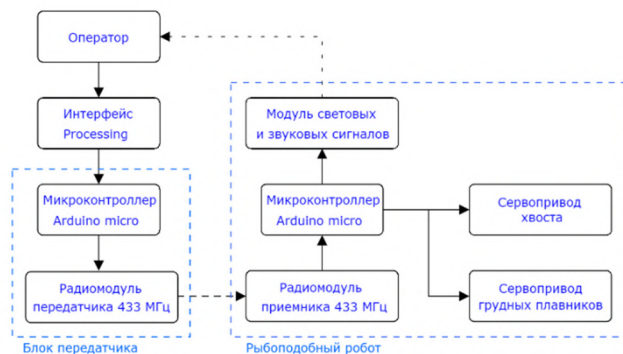 Оператор
Интерфейс
Processing
Микроконтроллер
Arduino micro
Радиомодуль
передатчика 433 МГц
Блок передатчика
Модуль световых
и звуковых сигналов
Микроконтроллер
Arduino micro
Радиомодуль
приемника 433 МГц
Сервопривод
хвоста
Сервопривод
грудных плавников
Рыбоподобный робот